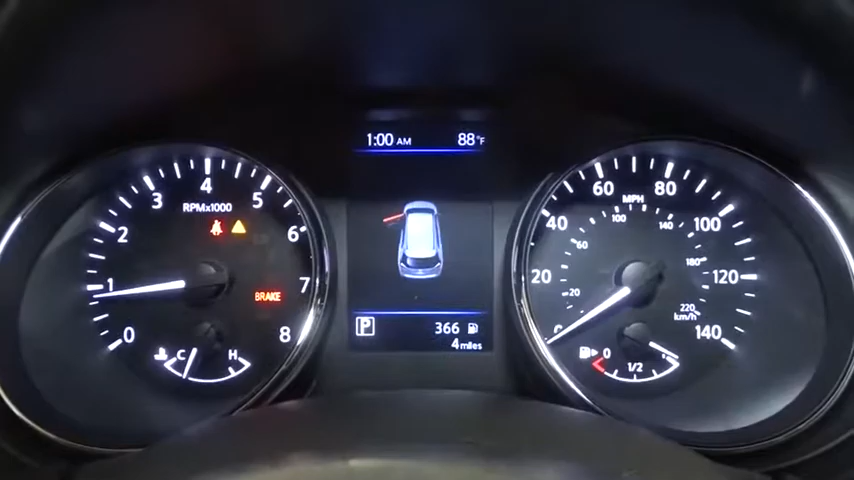 1:00 AM 88°F
RPMx1000
0 1 2 3 4 5 6 7 8
BRAKE
C H
P 366
4 miles
MPH
0 20 40 60 80 100 120 140
20 60 100 140 180 220
km/h
0 1/2 1